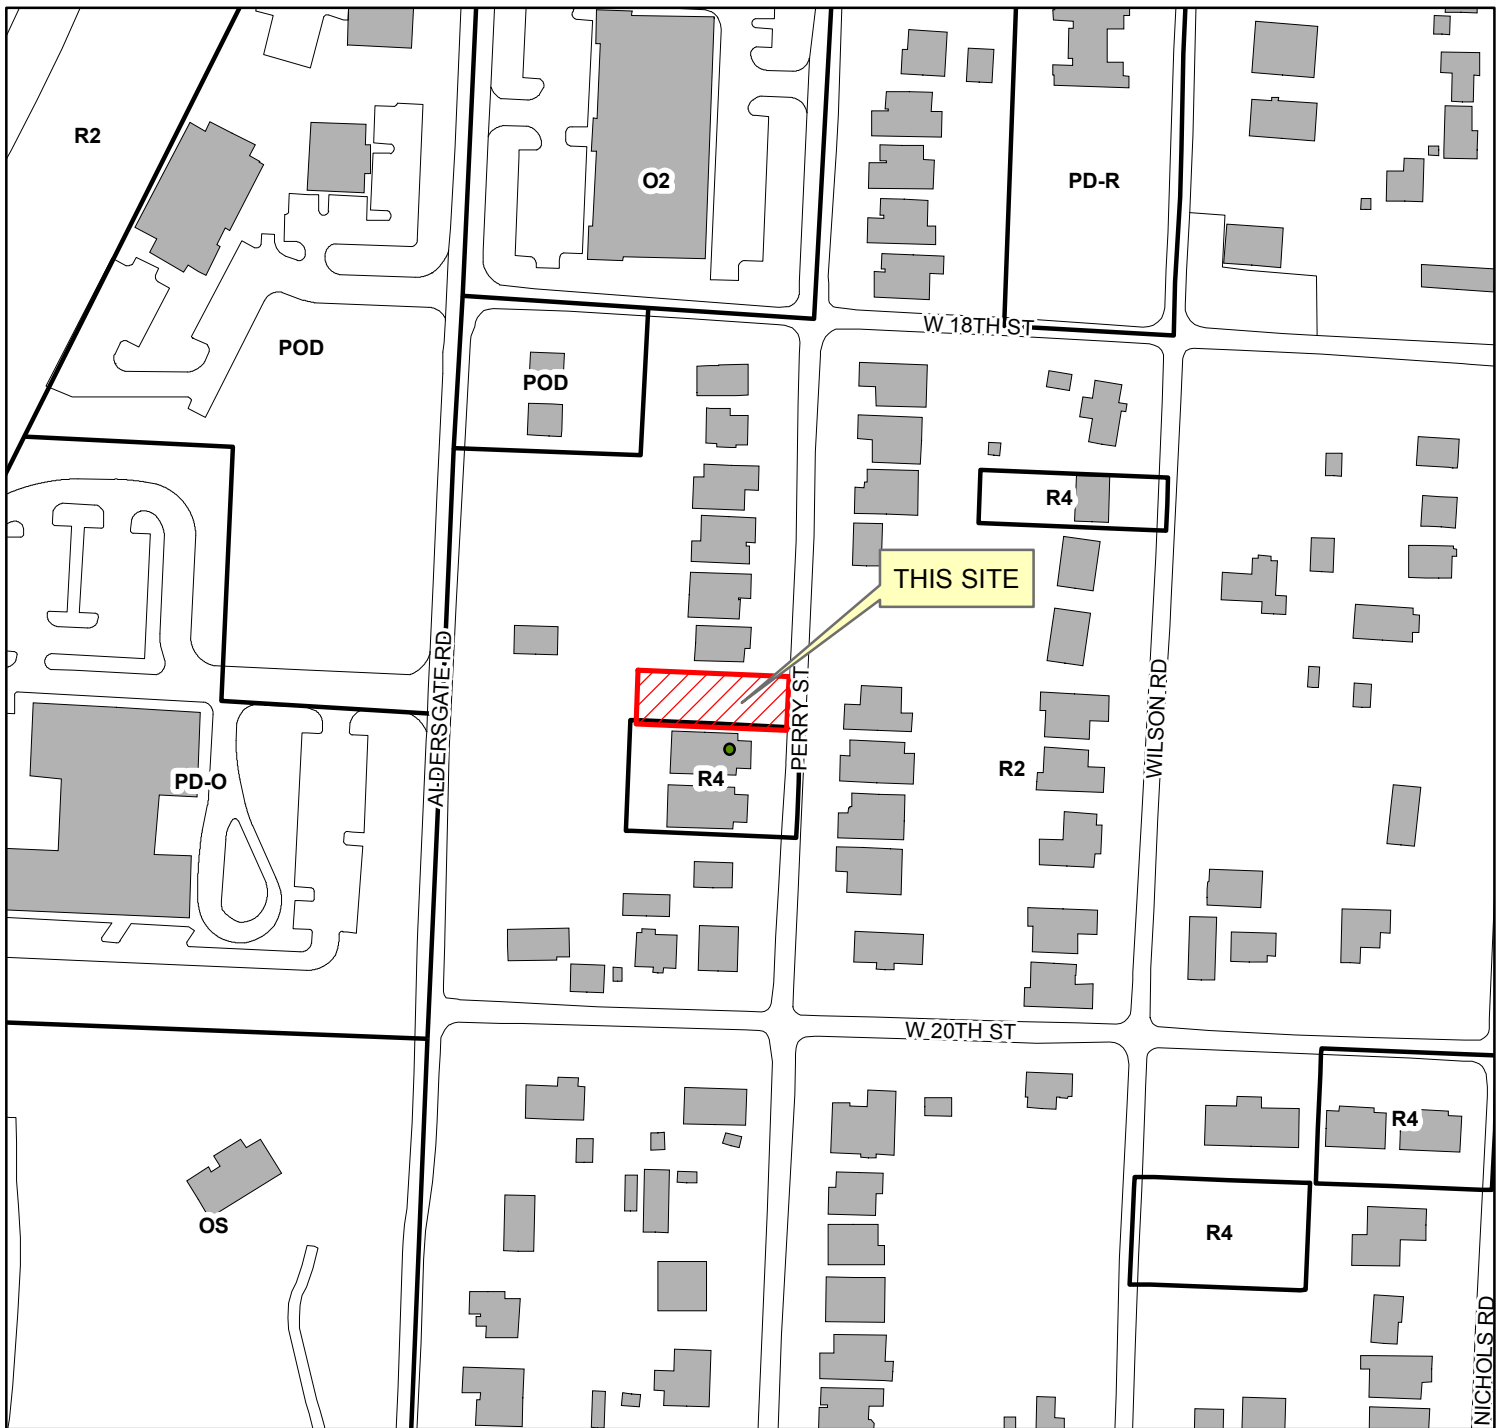 R2
O2
PD-R
W 18TH ST
POD
POD
R4
THIS SITE
ALDERSGATE RD
PERRY ST
WILSON RD
R2
PD-O
R4
W 20TH ST
R4
OS
R4
NICHOLS RD